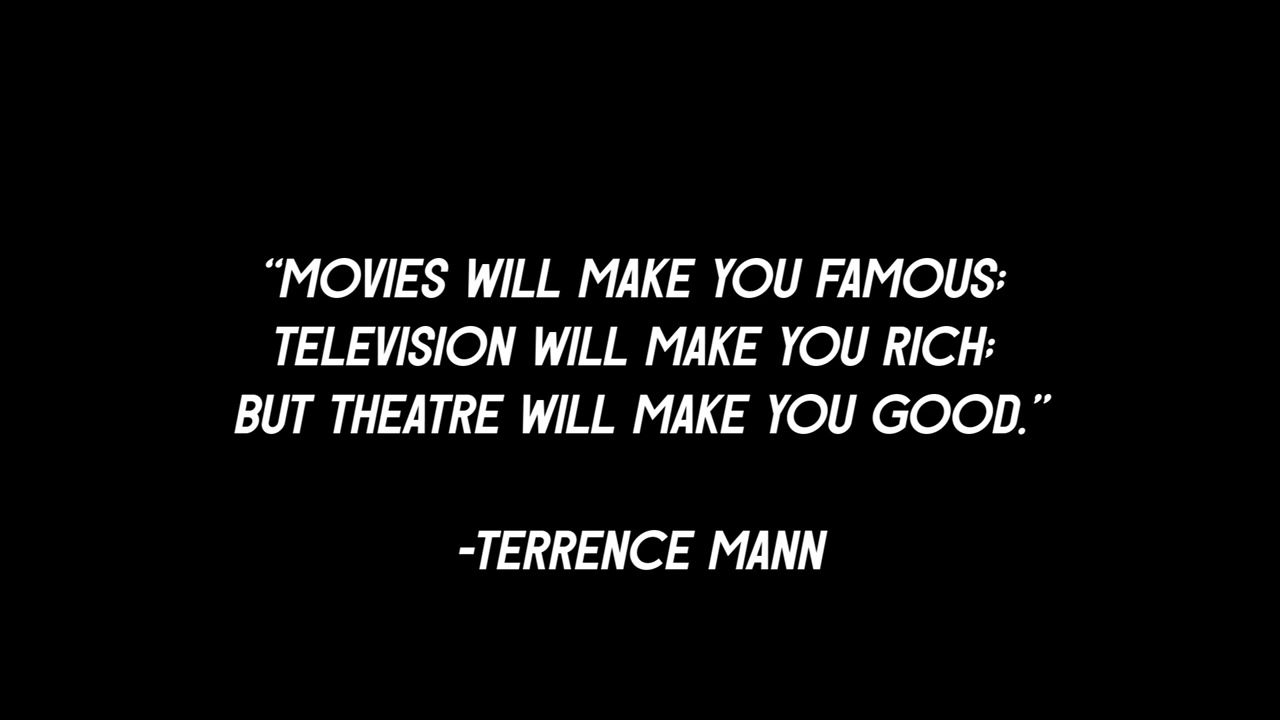 “MOVIES WILL MAKE YOU FAMOUS;
TELEVISION WILL MAKE YOU RICH;
BUT THEATRE WILL MAKE YOU GOOD.”
-TERRENCE MANN